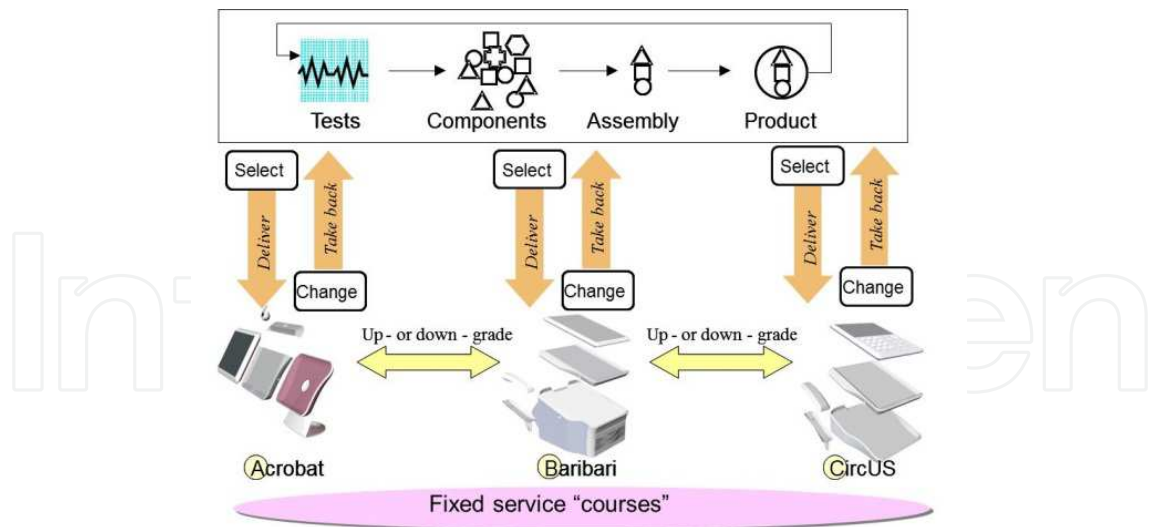 Tests Components Assembly Product
Select Select Select
Deliver Take back Deliver Take back Deliver Take back
Change Change Change
Up - or down - grade Up - or down - grade
Acrobat Baribari CircUS
Fixed service “courses”